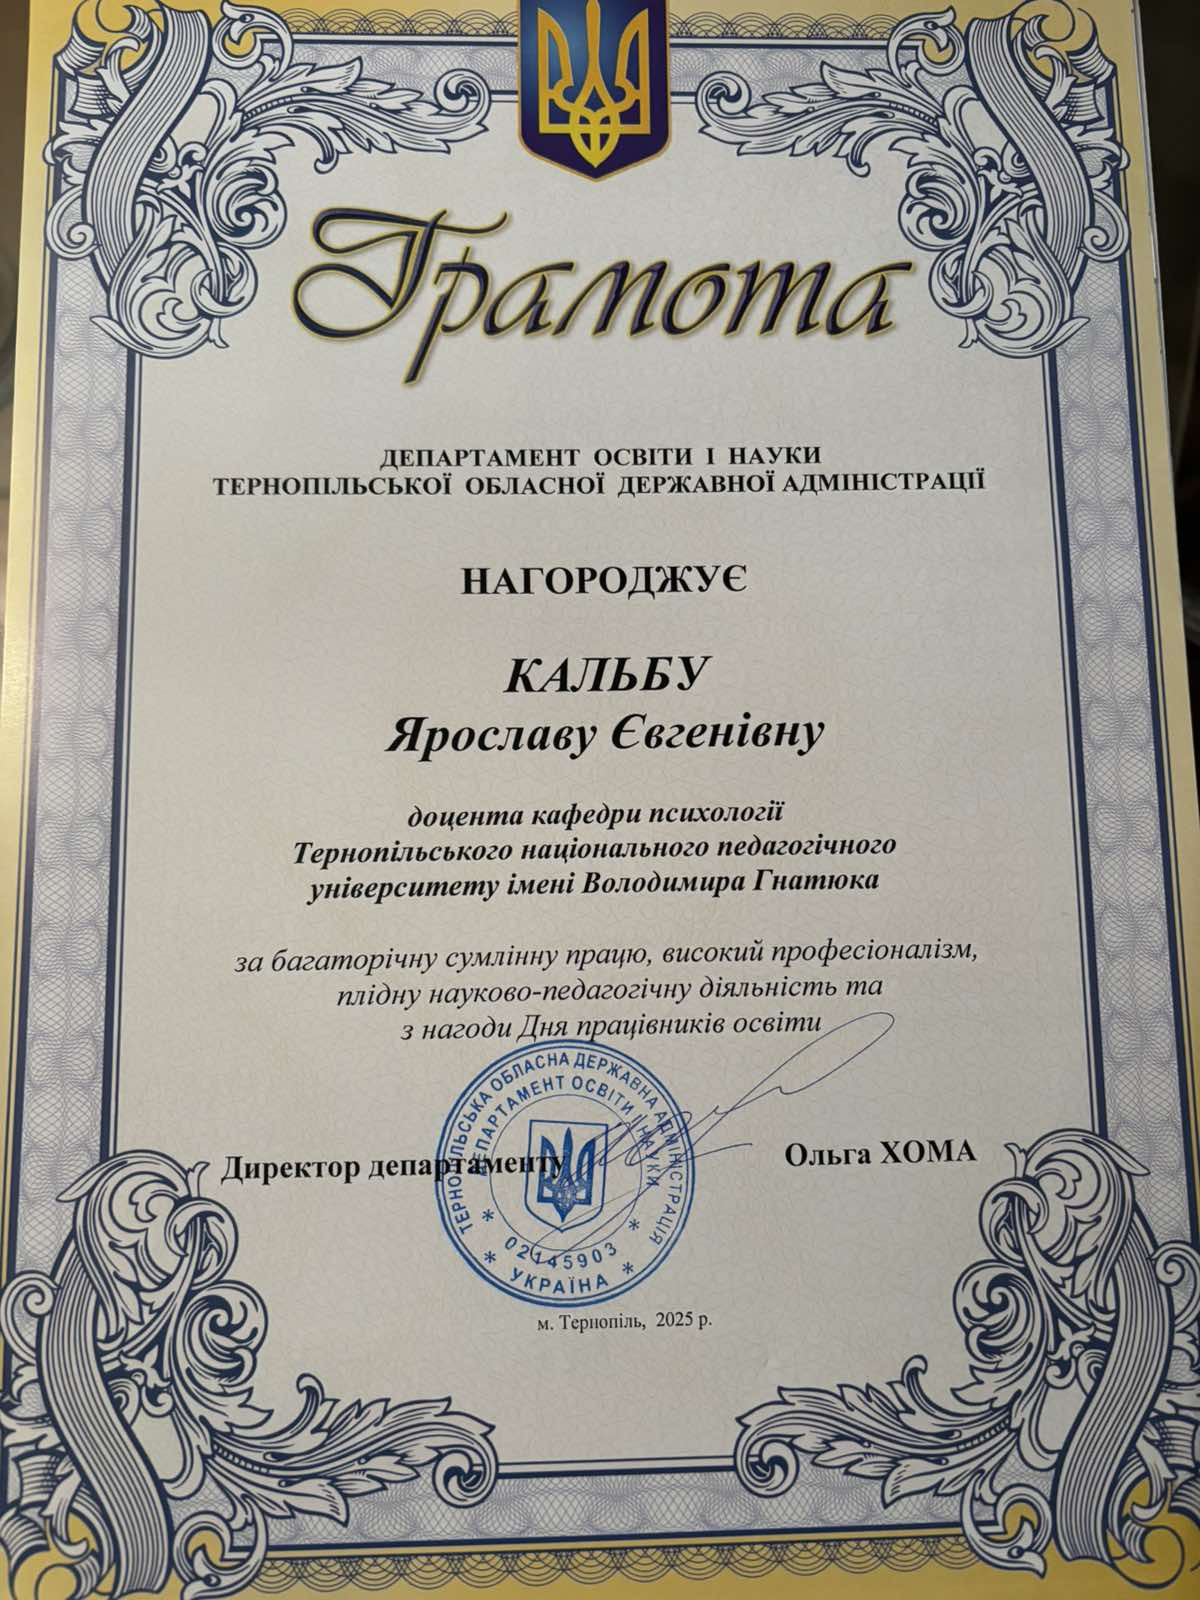 Грамота
ДЕПАРТАМЕНТ ОСВІТИ І НАУКИ
ТЕРНОПІЛЬСЬКОЇ ОБЛАСНОЇ ДЕРЖАВНОЇ АДМІНІСТРАЦІЇ
НАГОРОДЖУЄ
КАЛЬБУ
Ярославу Євгенівну
доцента кафедри психології
Тернопільського національного педагогічного
університету імені Володимира Гнатюка
за багаторічну сумлінну працю, високий професіоналізм,
плідну науково-педагогічну діяльність та
з нагоди Дня працівників освіти
Директор департаменту
Ольга ХОМА
ТЕРНОПІЛЬСЬКА ОБЛАСНА ДЕРЖАВНА АДМІНІСТРАЦІЯ
ДЕПАРТАМЕНТ ОСВІТИ І НАУКИ
* 02145903 *
* УКРАЇНА *
м. Тернопіль, 2025 р.